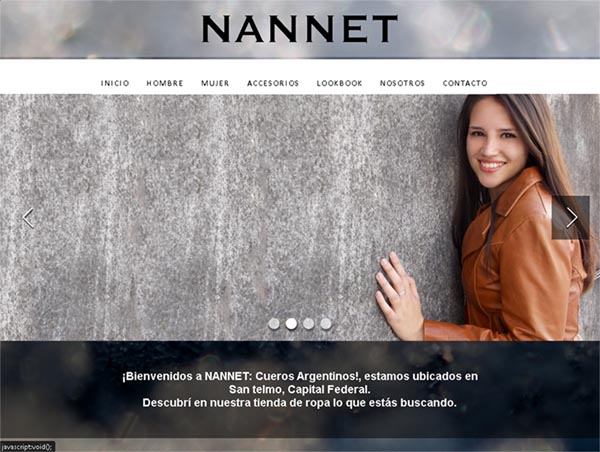 NANNET
INICIO HOMBRE MUJER ACCESORIOS LOOKBOOK NOSOTROS CONTACTO
¡Bienvenidos a NANNET: Cueros Argentinos!, estamos ubicados en
San telmo, Capital Federal.
Descubrí en nuestra tienda de ropa lo que estás buscando.
javascript:void();